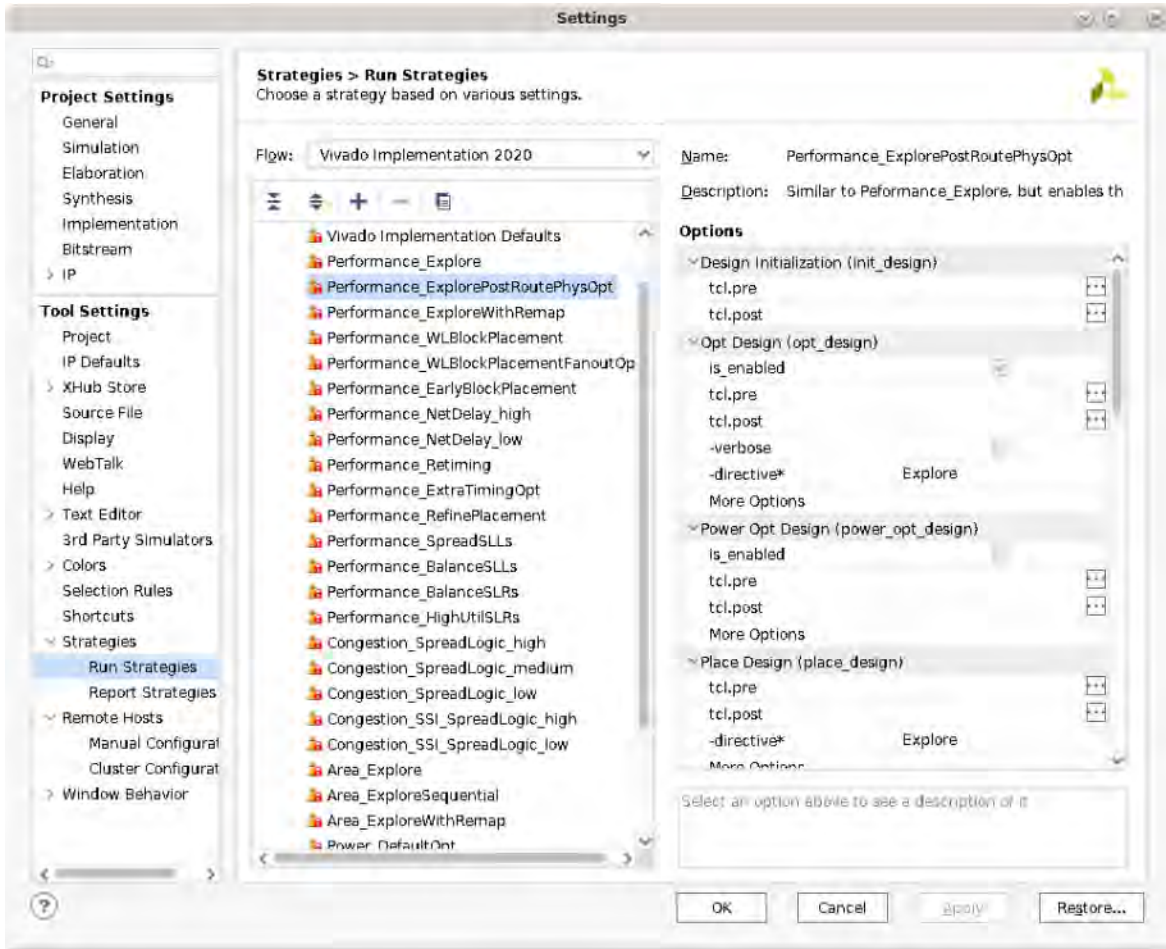 Settings
Project Settings
General
Simulation
Elaboration
Synthesis
Implementation
Bitstream
IP
Tool Settings
Project
IP Defaults
XHub Store
Source File
Display
WebTalk
Help
Text Editor
3rd Party Simulators
Colors
Selection Rules
Shortcuts
Strategies
Run Strategies
Report Strategies
Remote Hosts
Manual Configurat
Cluster Configurat
Window Behavior
Strategies > Run Strategies
Choose a strategy based on various settings.
Flow: Vivado Implementation 2020
Vivado Implementation Defaults
Performance_Explore
Performance_ExplorePostRoutePhysOpt
Performance_ExploreWithRemap
Performance_WLBlockPlacement
Performance_WLBlockPlacementFanoutOp
Performance_EarlyBlockPlacement
Performance_NetDelay_high
Performance_NetDelay_low
Performance_Retiming
Performance_ExtraTimingOpt
Performance_RefinePlacement
Performance_SpreadSLLs
Performance_BalanceSLLs
Performance_BalanceSLRs
Performance_HighUtilSLRs
Congestion_SpreadLogic_high
Congestion_SpreadLogic_medium
Congestion_SpreadLogic_low
Congestion_SSI_SpreadLogic_high
Congestion_SSI_SpreadLogic_low
Area_Explore
Area_ExploreSequential
Area_ExploreWithRemap
Power_DefaultOpt
Name: Performance_ExplorePostRoutePhysOpt
Description: Similar to Peformance_Explore, but enables th
Options
Design Initialization (init_design)
tcl.pre
tcl.post
Opt Design (opt_design)
is_enabled
tcl.pre
tcl.post
-verbose
-directive* Explore
More Options
Power Opt Design (power_opt_design)
is_enabled
tcl.pre
tcl.post
More Options
Place Design (place_design)
tcl.pre
tcl.post
-directive* Explore
More Options
Select an option above to see a description of it
? OK Cancel Apply Restore...